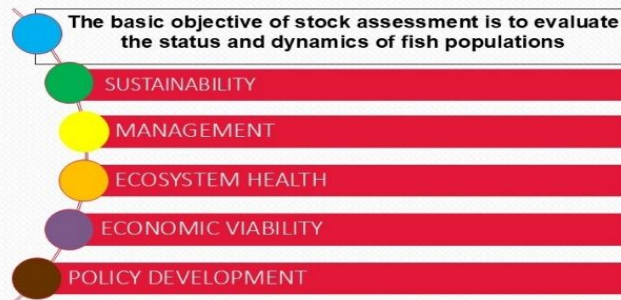 The basic objective of stock assessment is to evaluate
the status and dynamics of fish populations
SUSTAINABILITY
MANAGEMENT
ECOSYSTEM HEALTH
ECONOMIC VIABILITY
POLICY DEVELOPMENT